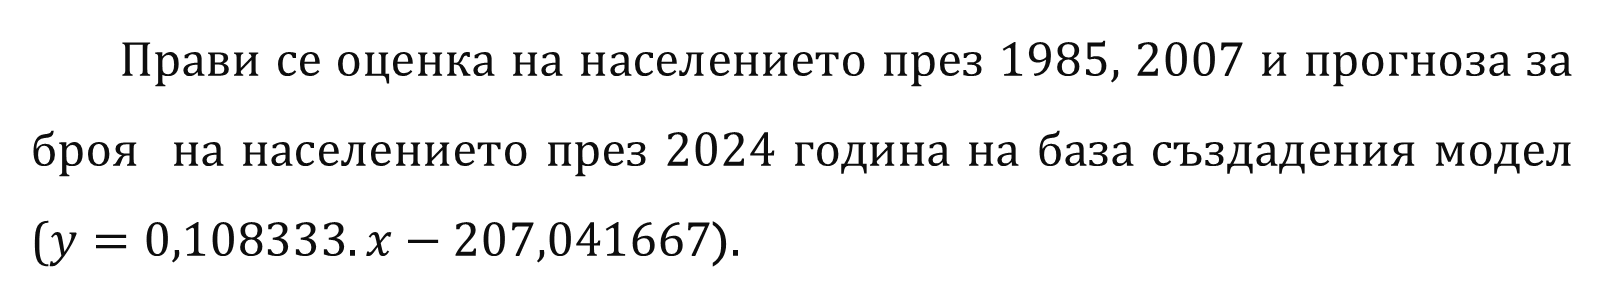 Прави се оценка на населението през 1985, 2007 и прогноза за
броя на населението през 2024 година на база създадения модел
(y = 0,108333. x − 207,041667).